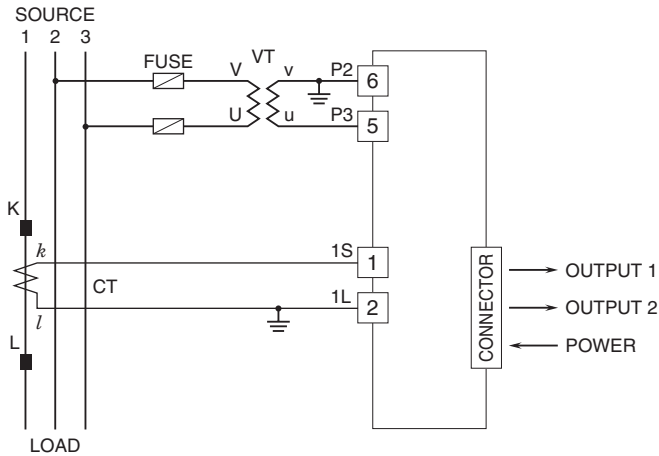 SOURCE
1 2 3
FUSE
VT
V
v
P2
6
U
u
P3
5
K
k
1S
1
CT
1L
2
l
L
CONNECTOR
OUTPUT 1
OUTPUT 2
POWER
LOAD